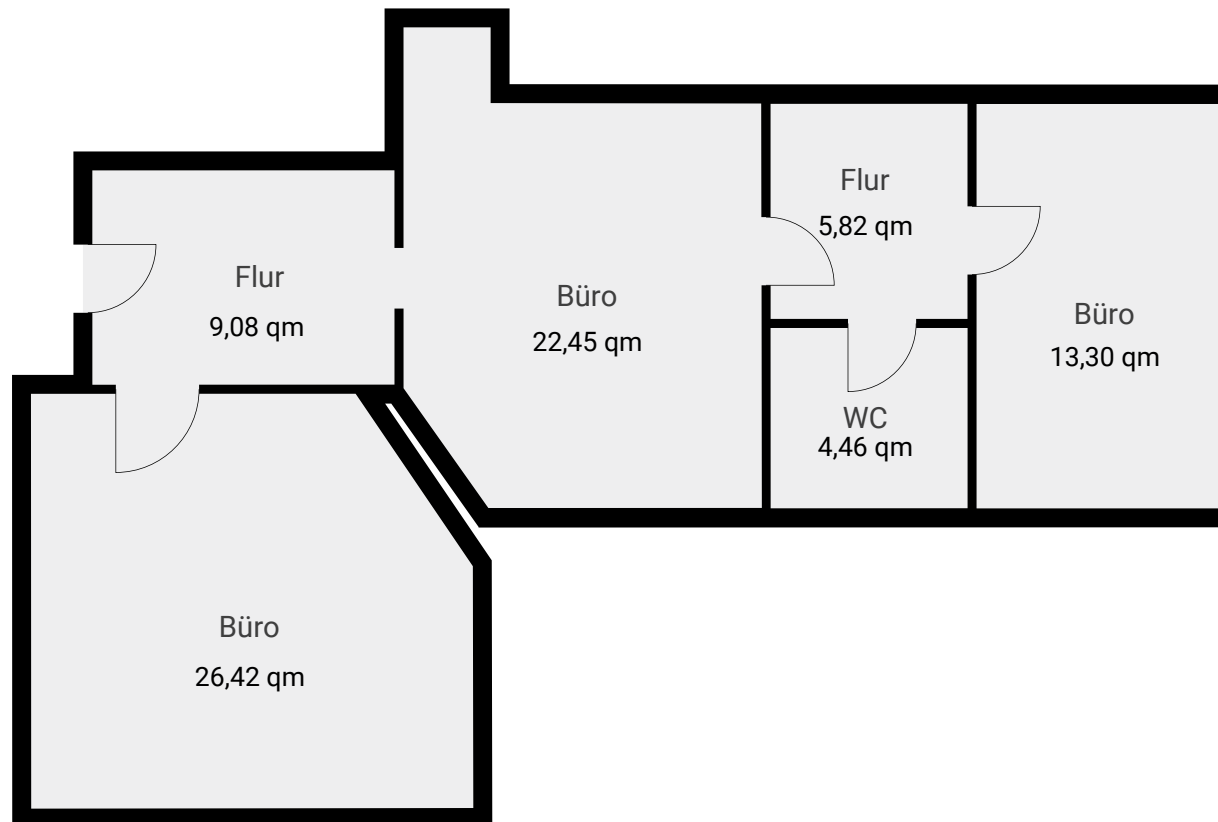 Flur
5,82 qm
Flur
9,08 qm
Büro
22,45 qm
Büro
13,30 qm
WC
4,46 qm
Büro
26,42 qm